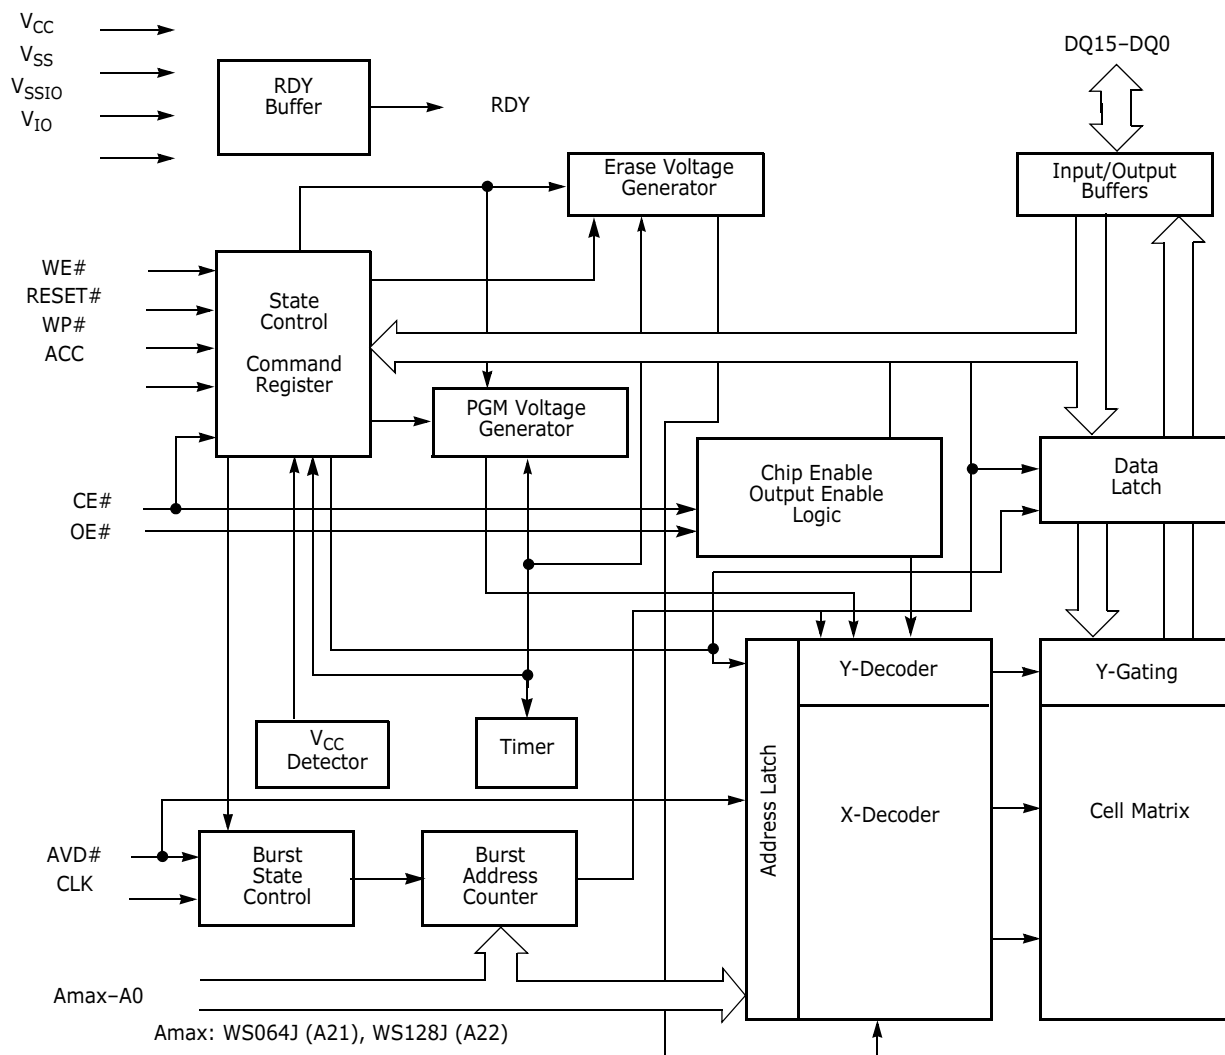 VCC
VSS
VSSIO
VIO
RDY
Buffer
RDY
DQ15–DQ0
Erase Voltage
Generator
Input/Output
Buffers
WE#
RESET#
WP#
ACC
State
Control
Command
Register
PGM Voltage
Generator
CE#
OE#
Chip Enable
Output Enable
Logic
Data
Latch
VCC
Detector
Timer
Address Latch
Y-Decoder
Y-Gating
X-Decoder
Cell Matrix
AVD#
CLK
Burst
State
Control
Burst
Address
Counter
Amax–A0
Amax: WS064J (A21), WS128J (A22)